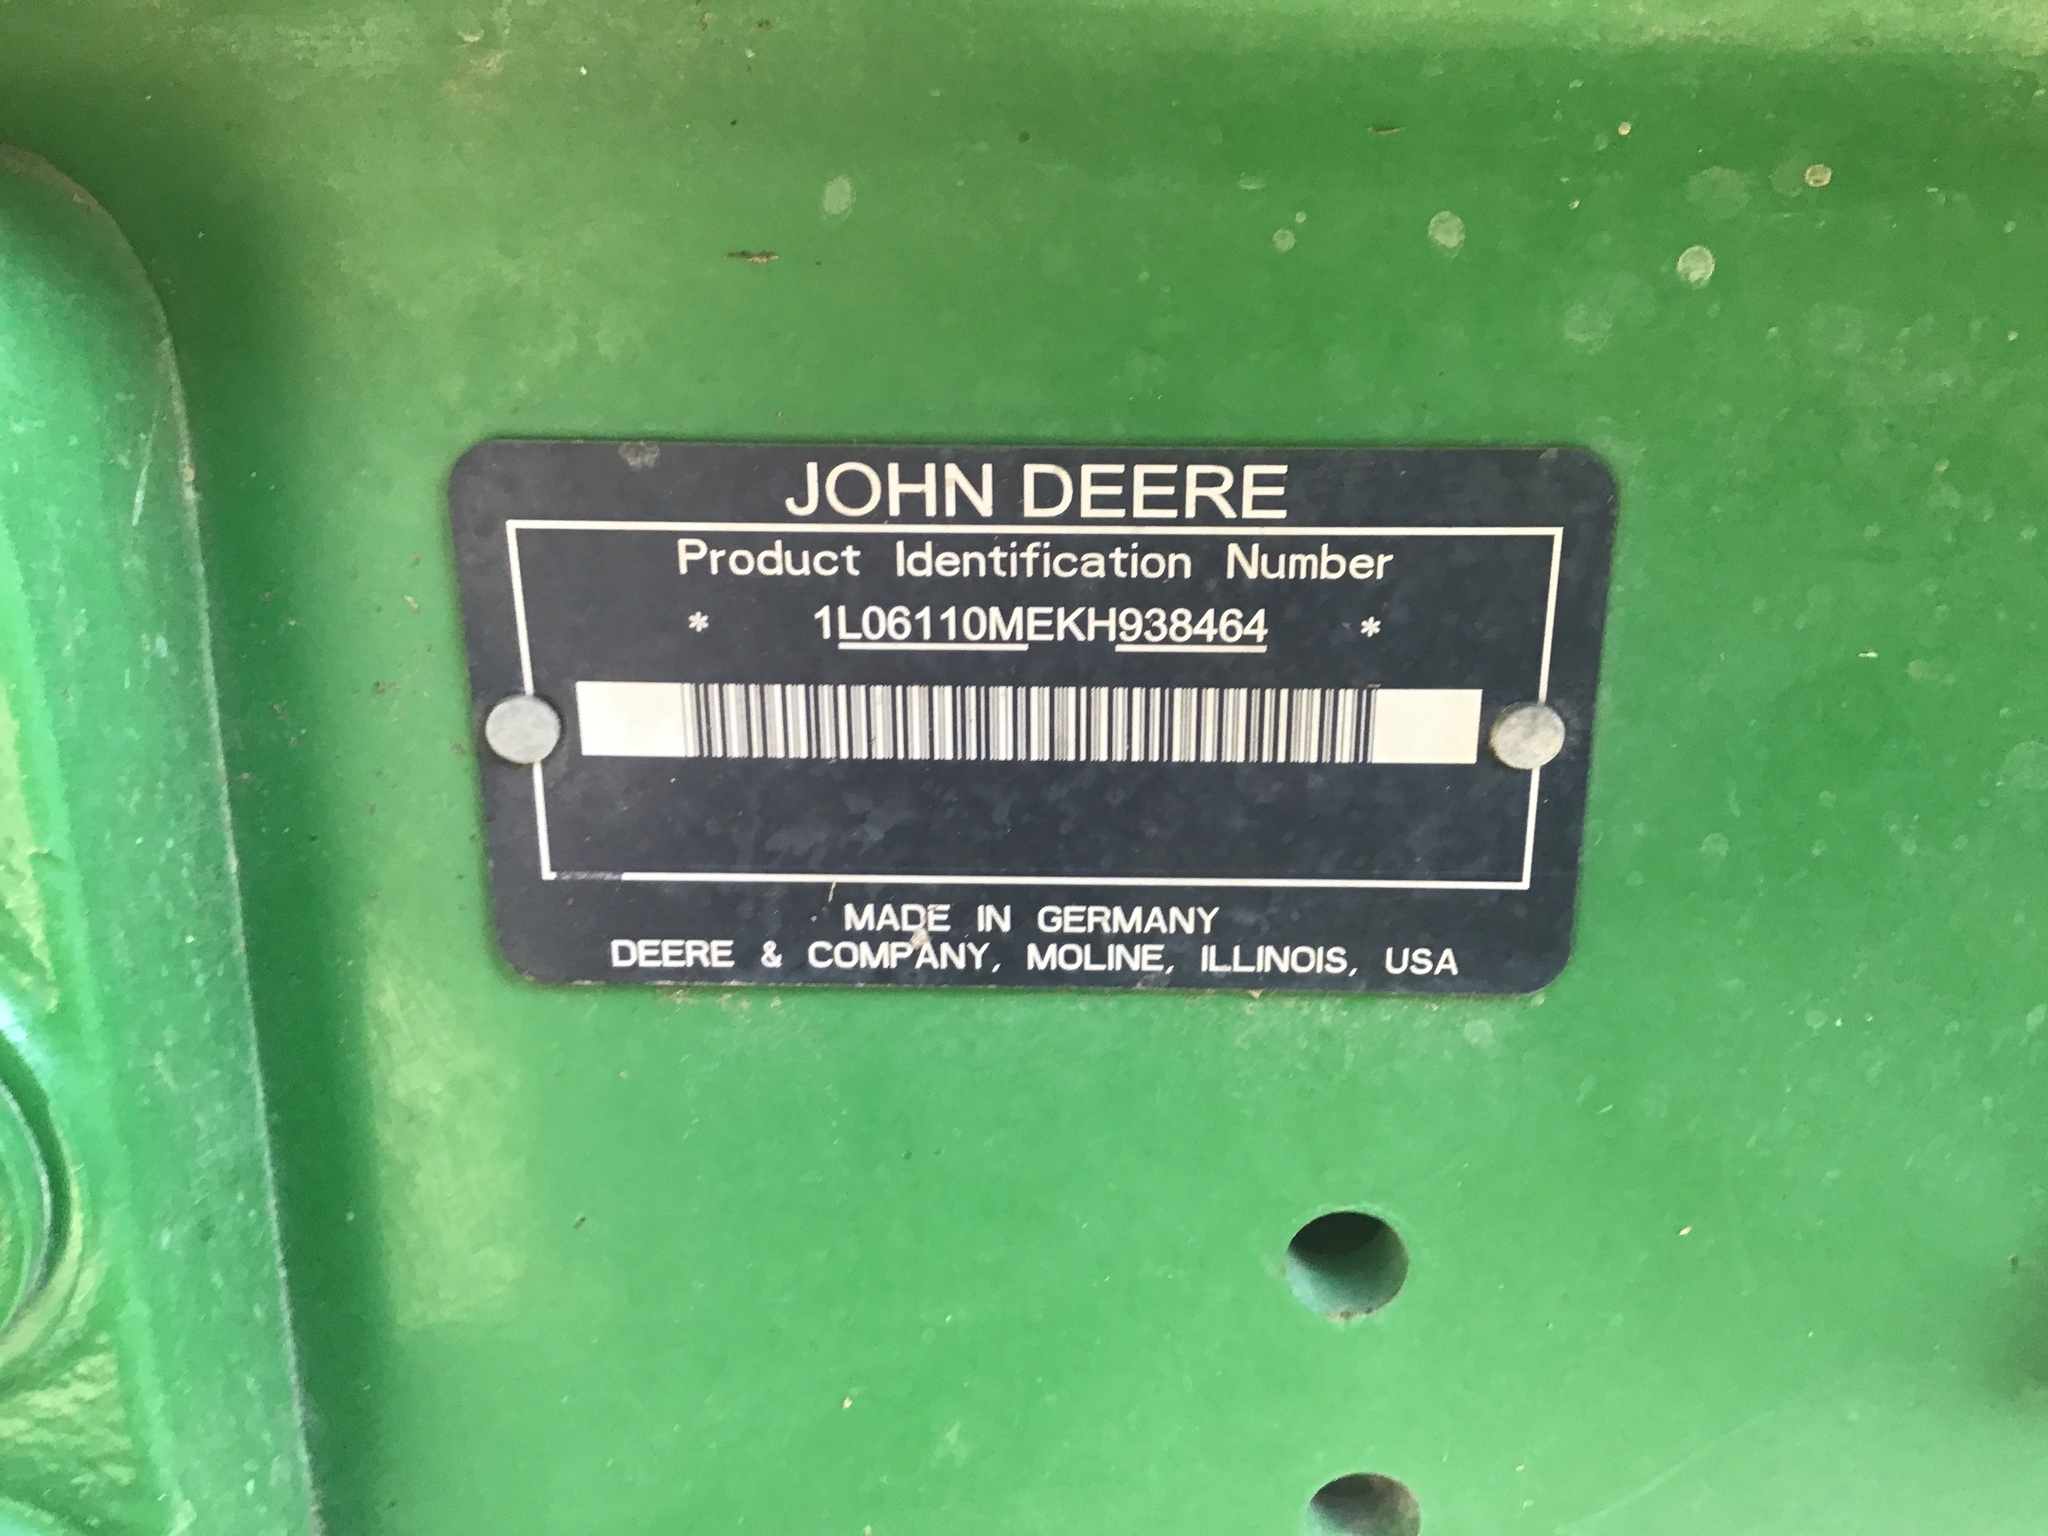 JOHN DEERE
Product Identification Number
* 1L06110MEKH938464 *
MADE IN GERMANY
DEERE & COMPANY, MOLINE, ILLINOIS, USA